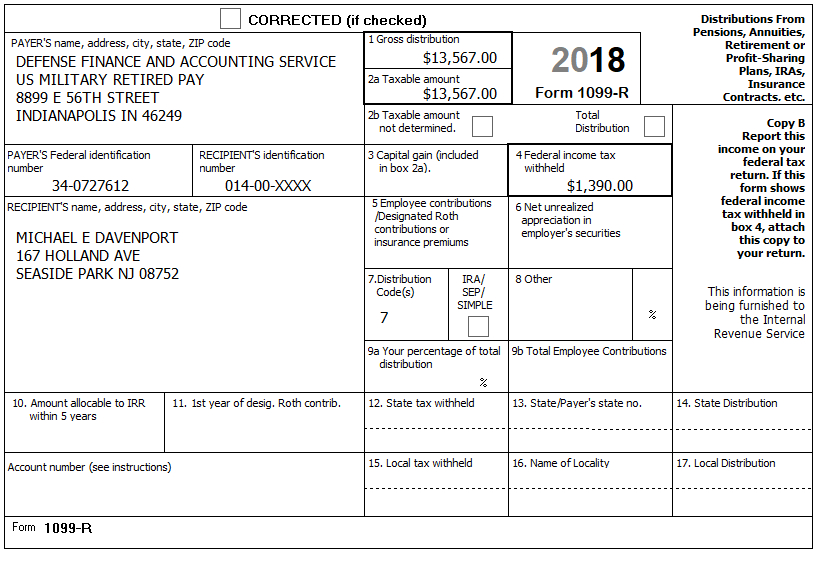 CORRECTED (if checked)
PAYER'S name, address, city, state, ZIP code
DEFENSE FINANCE AND ACCOUNTING SERVICE
US MILITARY RETIRED PAY
8899 E 56TH STREET
INDIANAPOLIS IN 46249
1 Gross distribution
$13,567.00
2a Taxable amount
$13,567.00
2018
Form 1099-R
Distributions From
Pensions, Annuities,
Retirement or
Profit-Sharing
Plans, IRAs,
Insurance
Contracts, etc.
2b Taxable amount
not determined.
Total
Distribution
Copy B
Report this
income on your
federal tax
return. If this
form shows
federal income
tax withheld in
box 4, attach
this copy to
your return.
This information is
being furnished to
the Internal
Revenue Service
PAYER'S Federal identification
number
34-0727612
RECIPIENT'S identification
number
014-00-XXXX
3 Capital gain (included
in box 2a).
4 Federal income tax
withheld
$1,390.00
RECIPIENT'S name, address, city, state, ZIP code
MICHAEL E DAVENPORT
167 HOLLAND AVE
SEASIDE PARK NJ 08752
5 Employee contributions
/Designated Roth
contributions or
insurance premiums
6 Net unrealized
appreciation in
employer's securities
7.Distribution
Code(s)
7
IRA/
SEP/
SIMPLE
8 Other
%
9a Your percentage of total
distribution
%
9b Total Employee Contributions
10. Amount allocable to IRR
within 5 years
11. 1st year of desig. Roth contrib.
12. State tax withheld
13. State/Payer's state no.
14. State Distribution
Account number (see instructions)
15. Local tax withheld
16. Name of Locality
17. Local Distribution
Form 1099-R